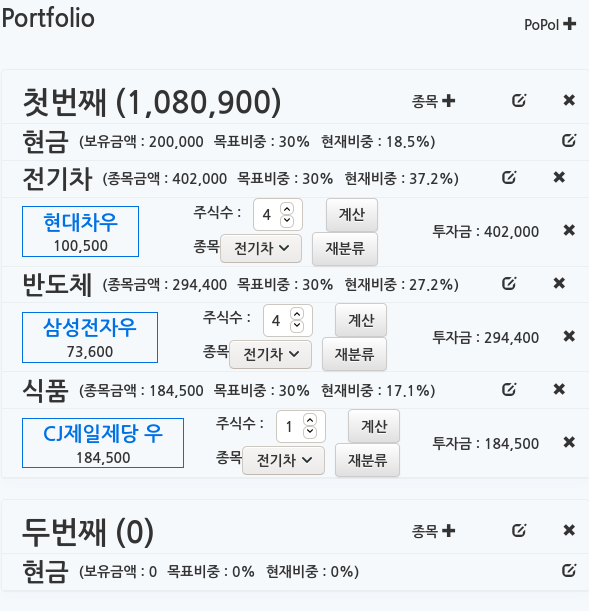 Portfolio
PoPol
첫번째 (1,080,900) 종목
현금 (보유금액 : 200,000 목표비중 : 30% 현재비중 : 18.5%)
전기차 (종목금액 : 402,000 목표비중 : 30% 현재비중 : 37.2%)
현대차우 주식수 : 4 계산
100,500 종목 전기차 재분류 투자금 : 402,000
반도체 (종목금액 : 294,400 목표비중 : 30% 현재비중 : 27.2%)
삼성전자우 주식수 : 4 계산
73,600 종목 전기차 재분류 투자금 : 294,400
식품 (종목금액 : 184,500 목표비중 : 30% 현재비중 : 17.1%)
CJ제일제당 우 주식수 : 1 계산
184,500 종목 전기차 재분류 투자금 : 184,500
두번째 (0) 종목
현금 (보유금액 : 0 목표비중 : 0% 현재비중 : 0%)